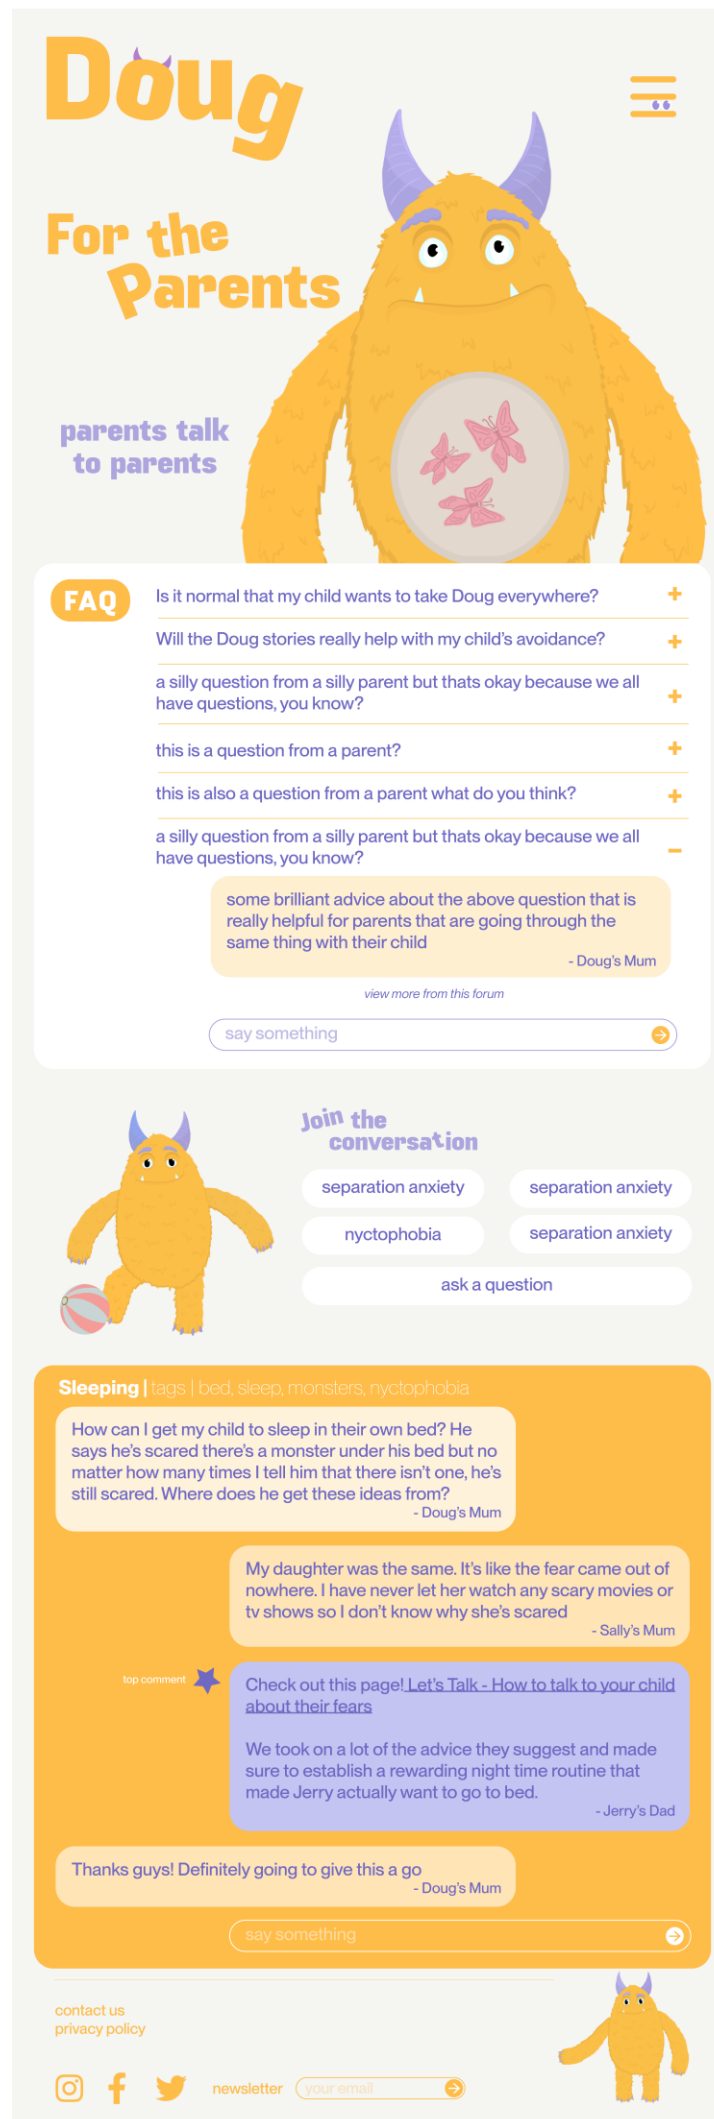 Doug
For the
Parents
parents talk
to parents
FAQ
Is it normal that my child wants to take Doug everywhere?
Will the Doug stories really help with my child's avoidance?
a silly question from a silly parent but thats okay because we all
have questions, you know?
this is a question from a parent?
this is also a question from a parent what do you think?
a silly question from a silly parent but thats okay because we all
have questions, you know?
some brilliant advice about the above question that is
really helpful for parents that are going through the
same thing with their child
- Doug's Mum
view more from this forum
say something
Join the
conversation
separation anxiety
separation anxiety
nyctophobia
separation anxiety
ask a question
Sleeping | tags | bed, sleep, monsters, nyctophobia
How can I get my child to sleep in their own bed? He
says he's scared there's a monster under his bed but no
matter how many times I tell him that there isn't one, he's
still scared. Where does he get these ideas from?
- Doug's Mum
My daughter was the same. It's like the fear came out of
nowhere. I have never let her watch any scary movies or
tv shows so I don't know why she's scared
- Sally's Mum
top comment
Check out this page! Let's Talk - How to talk to your child
about their fears
We took on a lot of the advice they suggest and made
sure to establish a rewarding night time routine that
made Jerry actually want to go to bed.
- Jerry's Dad
Thanks guys! Definitely going to give this a go
- Doug's Mum
say something
contact us
privacy policy
newsletter
your email